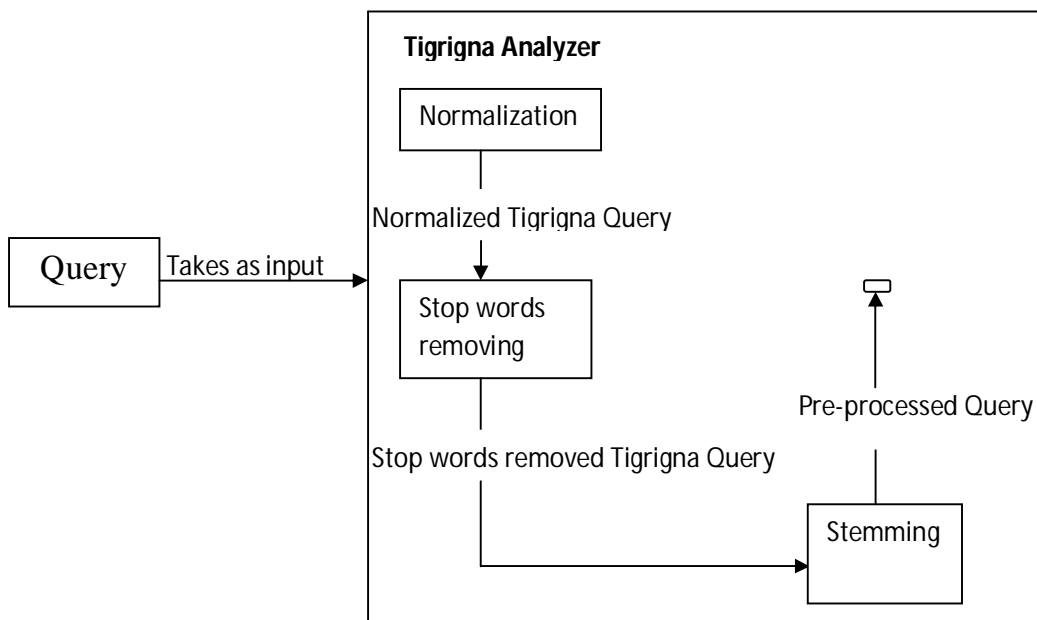 Tigrigna Analyzer
Normalization
Normalized Tigrigna Query
Query
Takes as input
Stop words
removing
Pre-processed Query
Stop words removed Tigrigna Query
Stemming